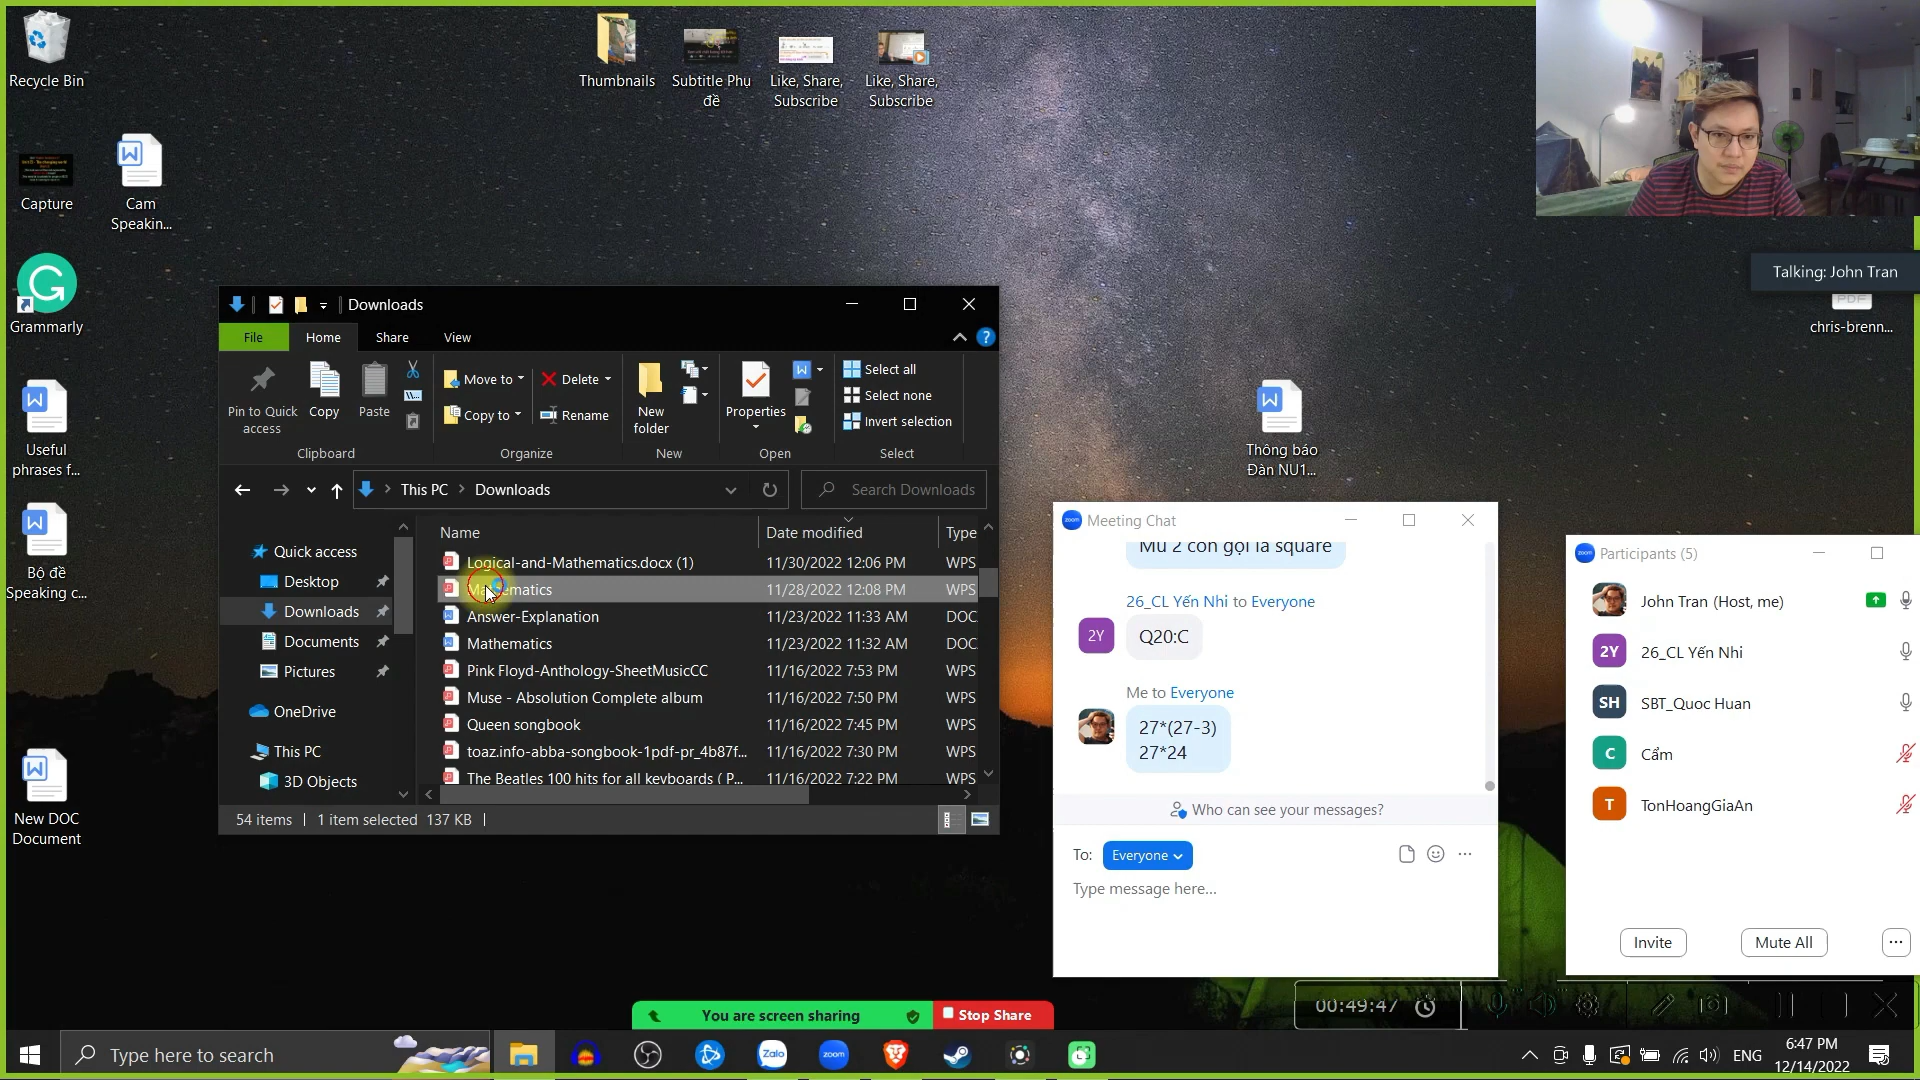 Recycle Bin
Thumbnails
Subtitle Phụ
đề
Like, Share,
Subscribe
Like, Share,
Subscribe
Capture
Cam
Speakin...
Grammarly
Useful
phrases f...
Bộ đề
Speaking c...
New DOC
Document
Talking: John Tran
PDF
chris-brenn...
Thông báo
Đàn NU1...
Downloads
File
Home
Share
View
Pin to Quick
access
Copy
Paste
Move to
Copy to
Delete
Rename
New
folder
Properties
Select all
Select none
Invert selection
Clipboard
Organize
New
Open
Select
This PC
Downloads
Search Downloads
Quick access
Desktop
Downloads
Documents
Pictures
OneDrive
This PC
3D Objects
Name Date modified Type
Logical-and-Mathematics.docx (1) 11/30/2022 12:06 PM WPS
Mathematics 11/28/2022 12:08 PM WPS
Answer-Explanation 11/23/2022 11:33 AM DOC
Mathematics 11/23/2022 11:32 AM DOC
Pink Floyd-Anthology-SheetMusicCC 11/16/2022 7:53 PM WPS
Muse - Absolution Complete album 11/16/2022 7:50 PM WPS
Queen songbook 11/16/2022 7:45 PM WPS
toaz.info-abba-songbook-1pdf-pr_4b87f... 11/16/2022 7:30 PM WPS
The Beatles 100 hits for all keyboards ( P... 11/16/2022 7:22 PM WPS
54 items 1 item selected 137 KB
zoom Meeting Chat
Mũ 2 còn gọi là square
26_CL Yến Nhi to Everyone
2Y
Q20:C
Me to Everyone
27*(27-3)
27*24
Who can see your messages?
To: Everyone
Type message here...
zoom Participants (5)
John Tran (Host, me)
2Y 26_CL Yến Nhi
SH SBT_Quoc Huan
C Cẩm
T TonHoangGiaAn
Invite
Mute All
00:49:47
You are screen sharing
Stop Share
Type here to search
Zalo
zoom
ENG
6:47 PM
12/14/2022